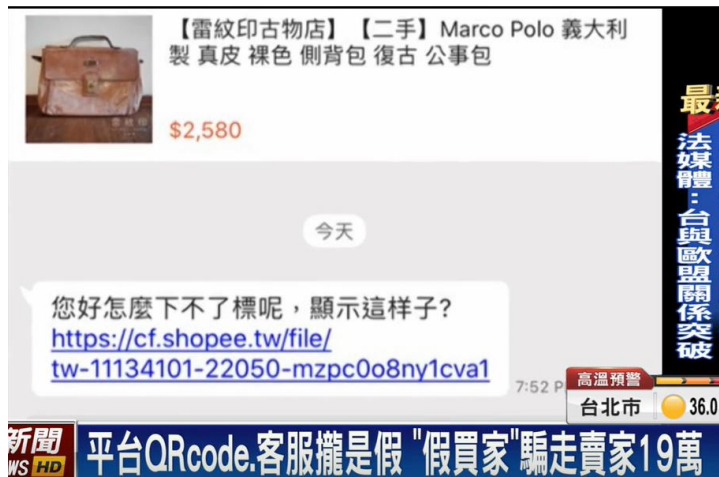 【雷紋印古物店】【二手】Marco Polo 義大利
製 真皮 裸色 側背包 復古 公事包
$2,580
今天
您好怎麼下不了標呢，顯示這样子?
https://cf.shopee.tw/file/
tw-11134101-22050-mzpc0o8ny1cva1
7:52 P
法媒體：台與歐盟關係突破
高溫預警
台北市
36.0
新聞
WS HD
平台QRcode.客服攏是假 "假買家"騙走賣家19萬